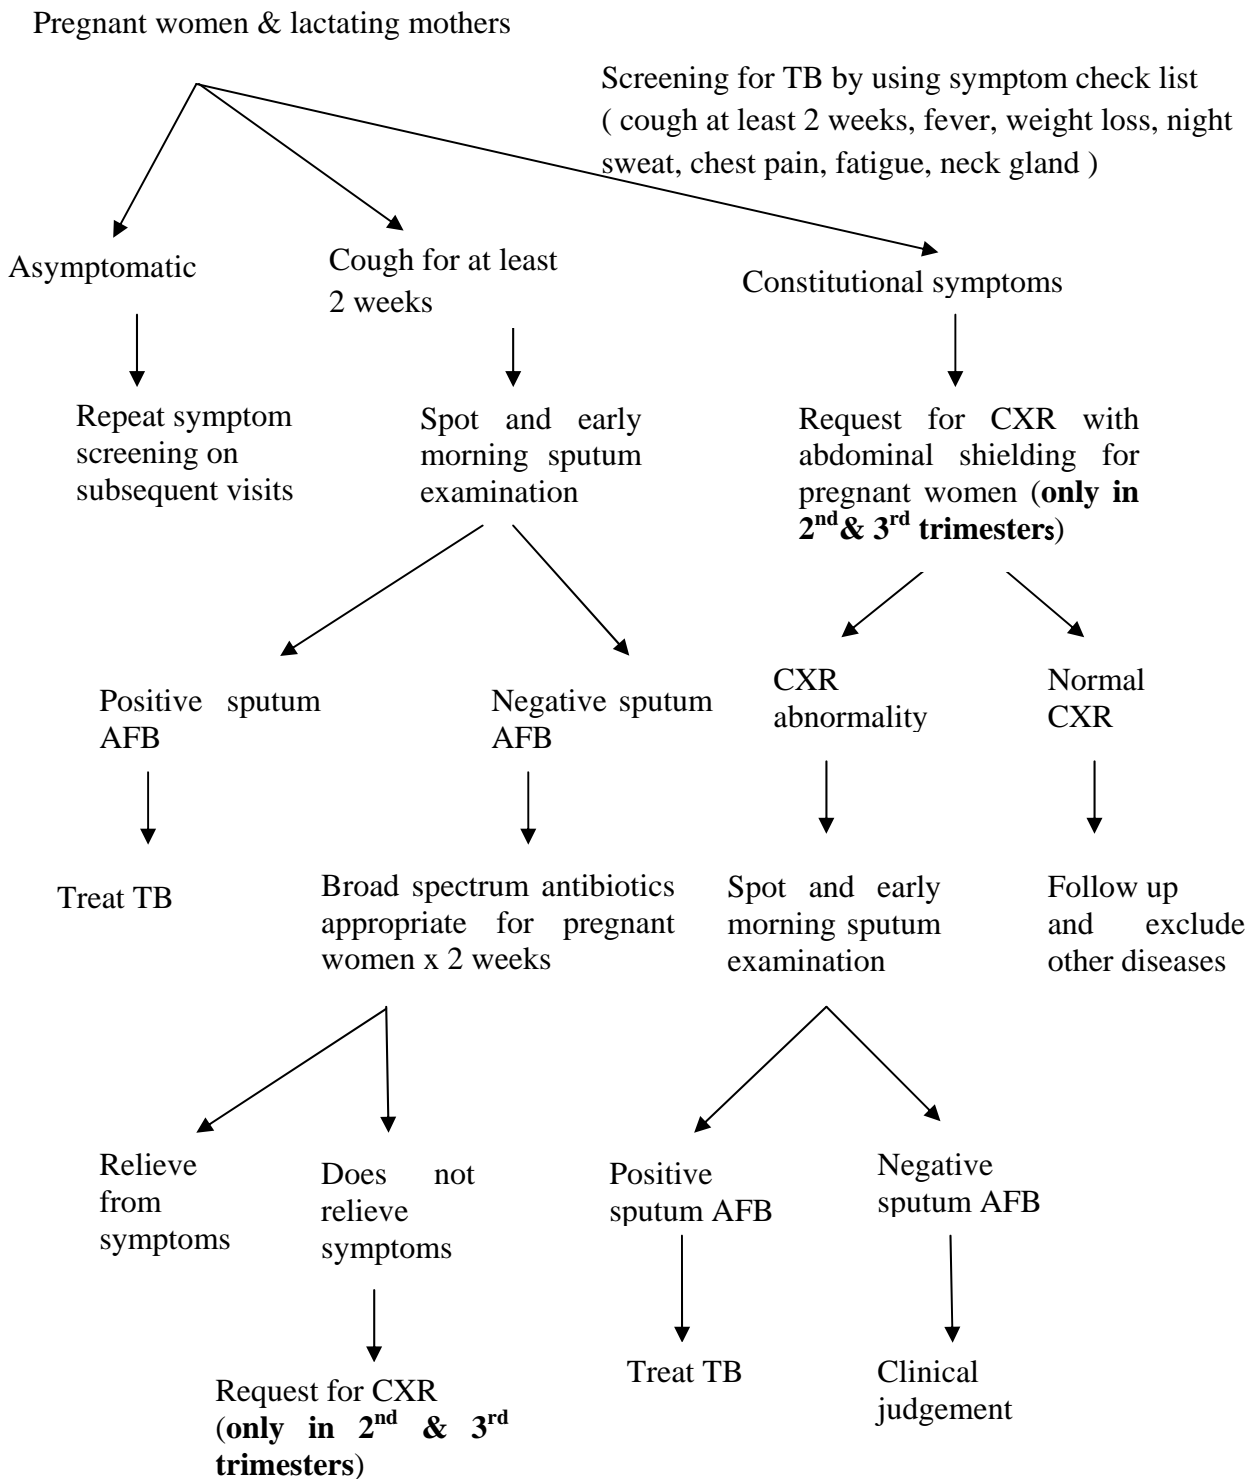 Pregnant women & lactating mothers
Screening for TB by using symptom check list
( cough at least 2 weeks, fever, weight loss, night
sweat, chest pain, fatigue, neck gland )
Asymptomatic
Cough for at least
2 weeks
Constitutional symptoms
Repeat symptom
screening on
subsequent visits
Spot and early
morning sputum
examination
Request for CXR with
abdominal shielding for
pregnant women (only in
2nd & 3rd trimesters)
Positive sputum
AFB
Negative sputum
AFB
CXR
abnormality
Normal
CXR
Treat TB
Broad spectrum antibiotics
appropriate for pregnant
women x 2 weeks
Spot and early
morning sputum
examination
Follow up
and exclude
other diseases
Relieve
from
symptoms
Does not
relieve
symptoms
Positive
sputum AFB
Negative
sputum AFB
Request for CXR
(only in 2nd & 3rd
trimesters)
Treat TB
Clinical
judgement